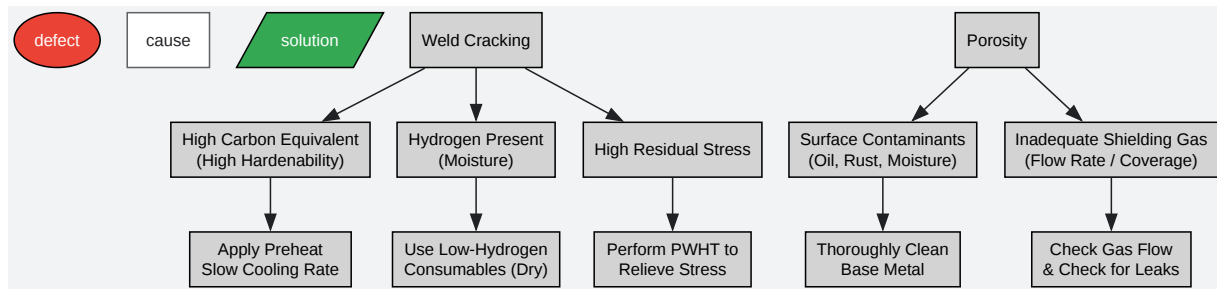 defect
cause
solution
Weld Cracking
Porosity
High Carbon Equivalent
(High Hardenability)
Hydrogen Present
(Moisture)
High Residual Stress
Surface Contaminants
(Oil, Rust, Moisture)
Inadequate Shielding Gas
(Flow Rate / Coverage)
Apply Preheat
Slow Cooling Rate
Use Low-Hydrogen
Consumables (Dry)
Perform PWHT to
Relieve Stress
Thoroughly Clean
Base Metal
Check Gas Flow
& Check for Leaks